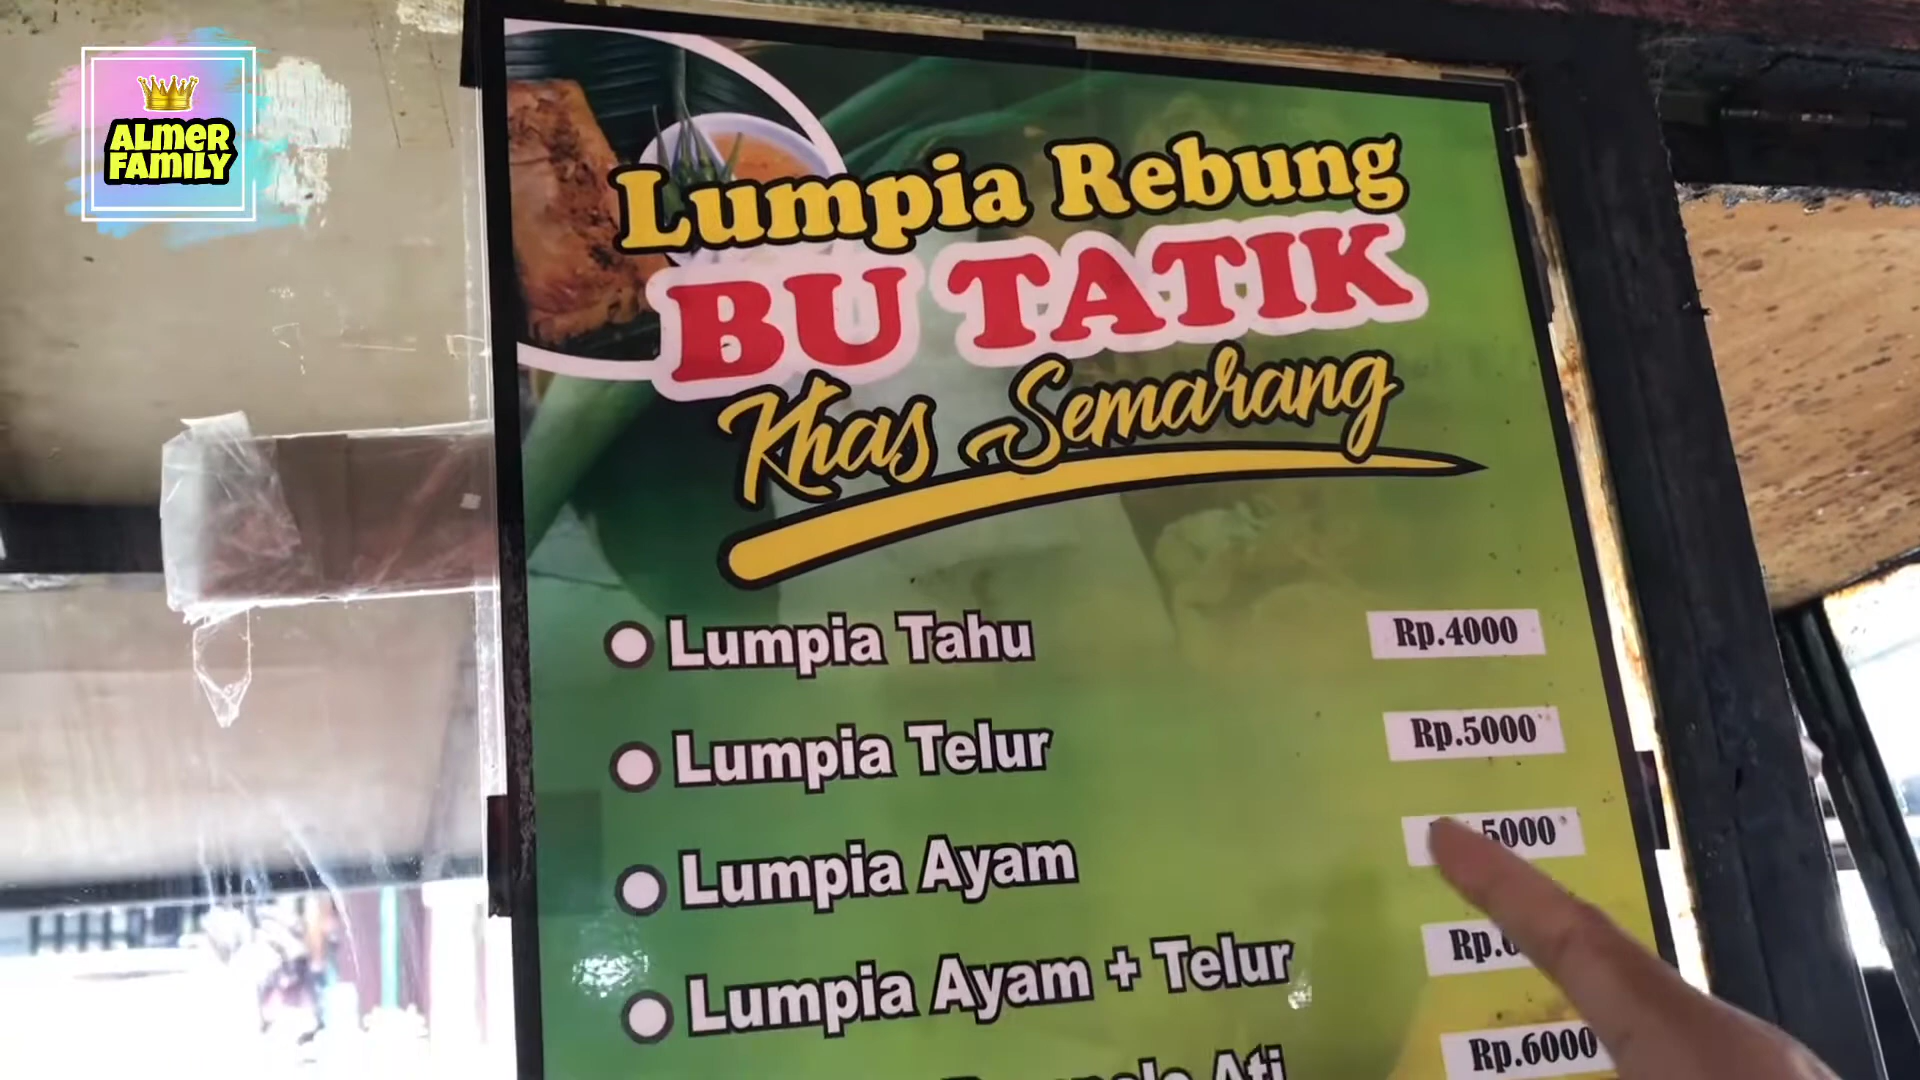 ALMER
FAMILY
Lumpia Rebung
BU TATIK
Khas Semarang
Lumpia Tahu Rp.4000
Lumpia Telur Rp.5000
Lumpia Ayam 5000
Lumpia Ayam + Telur
Ati Rp.6000